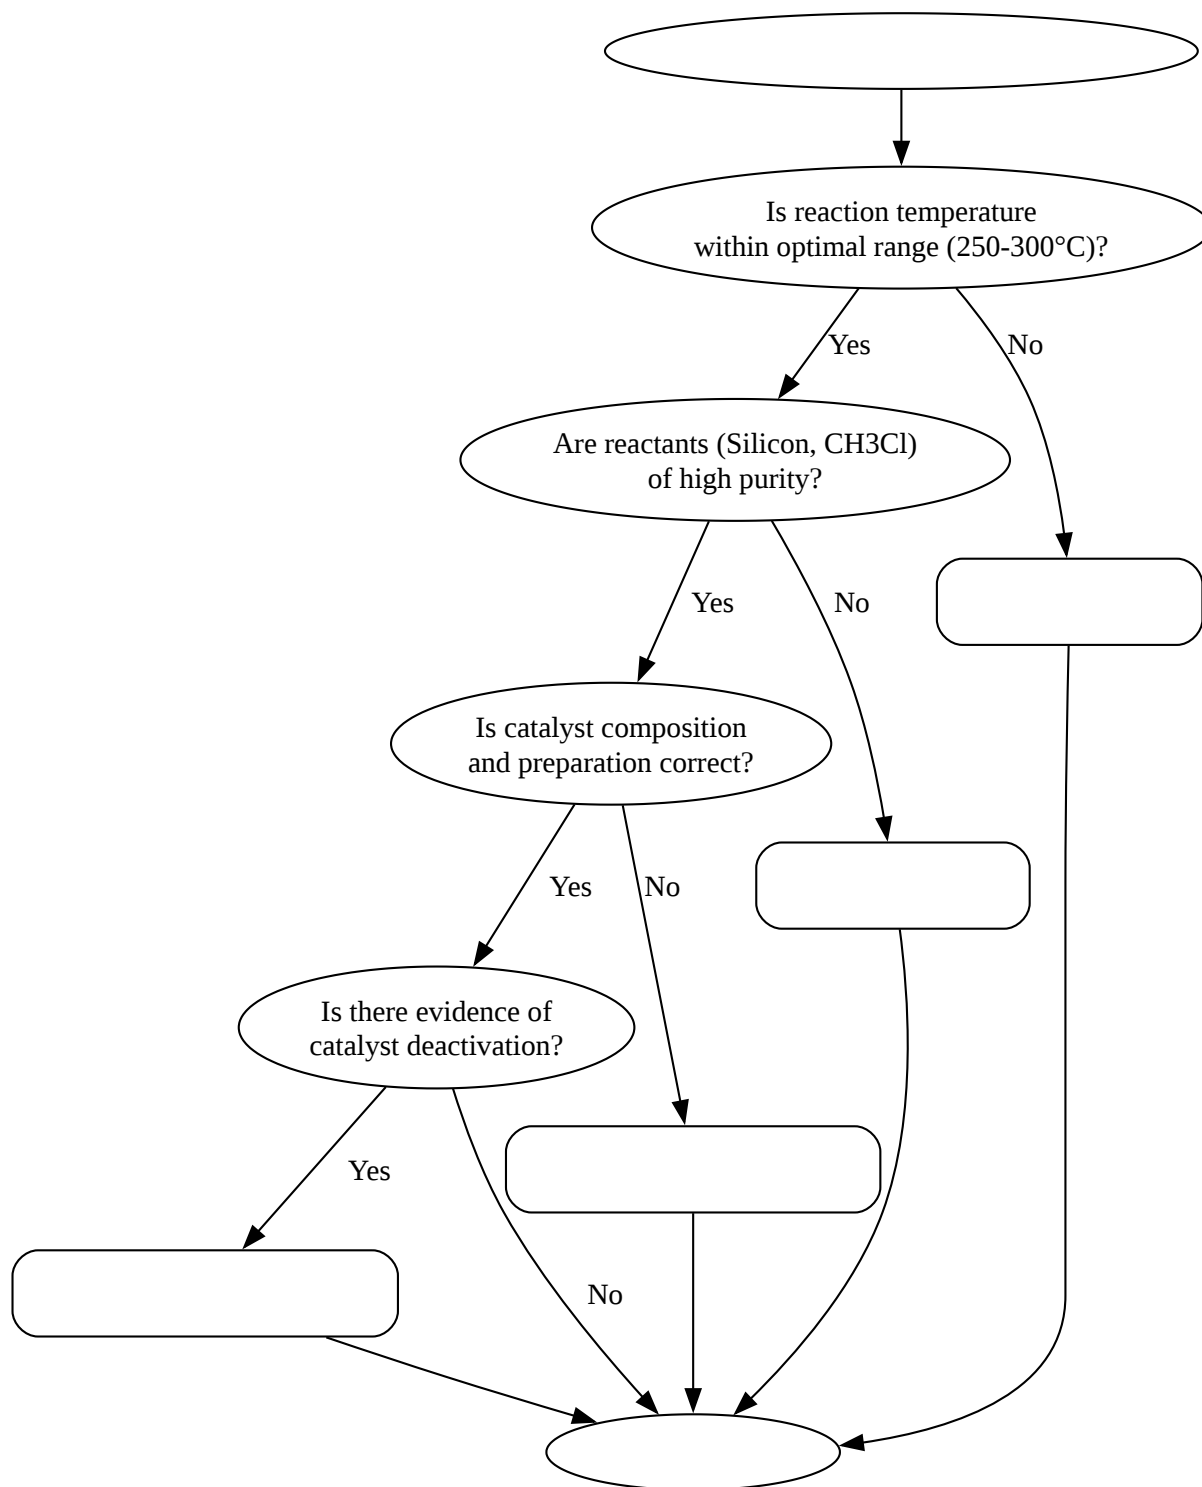 Is reaction temperature
within optimal range (250-300°C)?
Yes
No
Are reactants (Silicon, CH3Cl)
of high purity?
Yes
No
Is catalyst composition
and preparation correct?
Yes
No
Is there evidence of
catalyst deactivation?
Yes
No